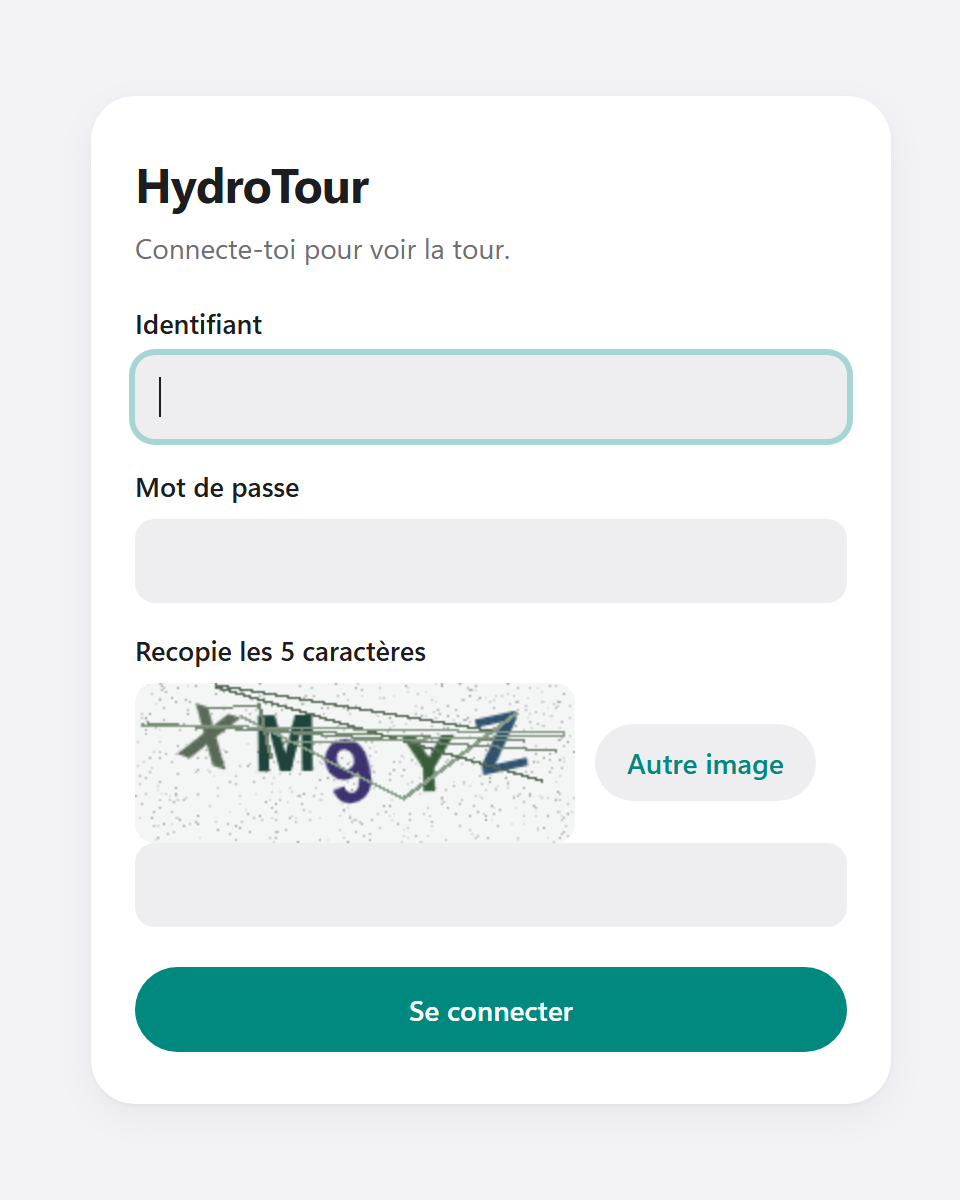 HydroTour
Connecte-toi pour voir la tour.
Identifiant
Mot de passe
Recopie les 5 caractères
XM9YZ
Autre image
Se connecter